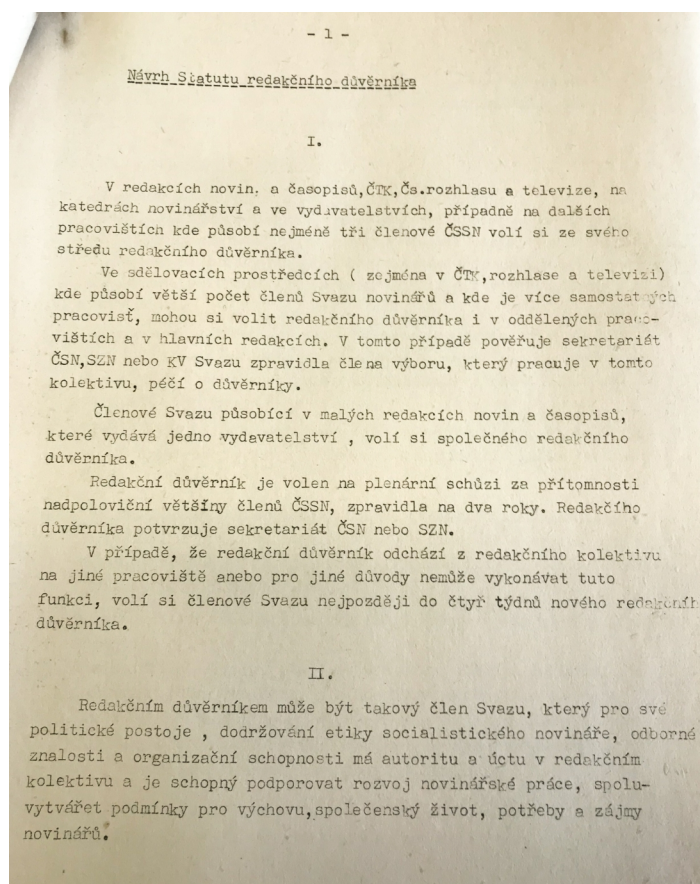 - 1 -
Návrh Statutu redakčního důvěrníka
I.
V redakcích novin. a časopisů,ČTK,Čs.rozhlasu a televize, na
katedrách novinářství a ve vydavatelstvích, případně na dalších
pracovištích kde působí nejméně tři členové ČSSN volí si ze svého
středu redakčního důvěrníka.
Ve sdělovacích prostředcích ( zejména v ČTK,rozhlase a televizi)
kde působí větší počet členů Svazu novinářů a kde je více samostatných
pracovišť, mohou si volit redakčního důvěrníka i v oddělených praco-
vištích a v hlavních redakcích. V tomto případě pověřuje sekretariát
ČSN,SZN nebo KV Svazu zpravidla člena výboru, který pracuje v tomto
kolektivu, péčí o důvěrníky.
Členové Svazu působící v malých redakcích novin a časopisů,
které vydává jedno vydavatelství , volí si společného redakčního
důvěrníka.
Redakční důvěrník je volen na plenární schůzi za přítomnosti
nadpoloviční většiny členů ČSSN, zpravidla na dva roky. Redakčího
důvěrníka potvrzuje sekretariát ČSN nebo SZN.
V případě, že redakční důvěrník odchází z redakčního kolektivu
na jiné pracoviště anebo pro jiné důvody nemůže vykonávat tuto
funkci, volí si členové Svazu nejpozději do čtyř týdnů nového redakčníh
důvěrníka.
II.
Redakčním důvěrníkem může být takový člen Svazu, který pro své
politické postoje , dodržování etiky socialistického novináře, odborné
znalosti a organizační schopnosti má autoritu a úctu v redakčním
kolektivu a je schopný podporovat rozvoj novinářské práce, spolu-
vytvářet podmínky pro výchovu,společenský život, potřeby a zájmy
novinářů.